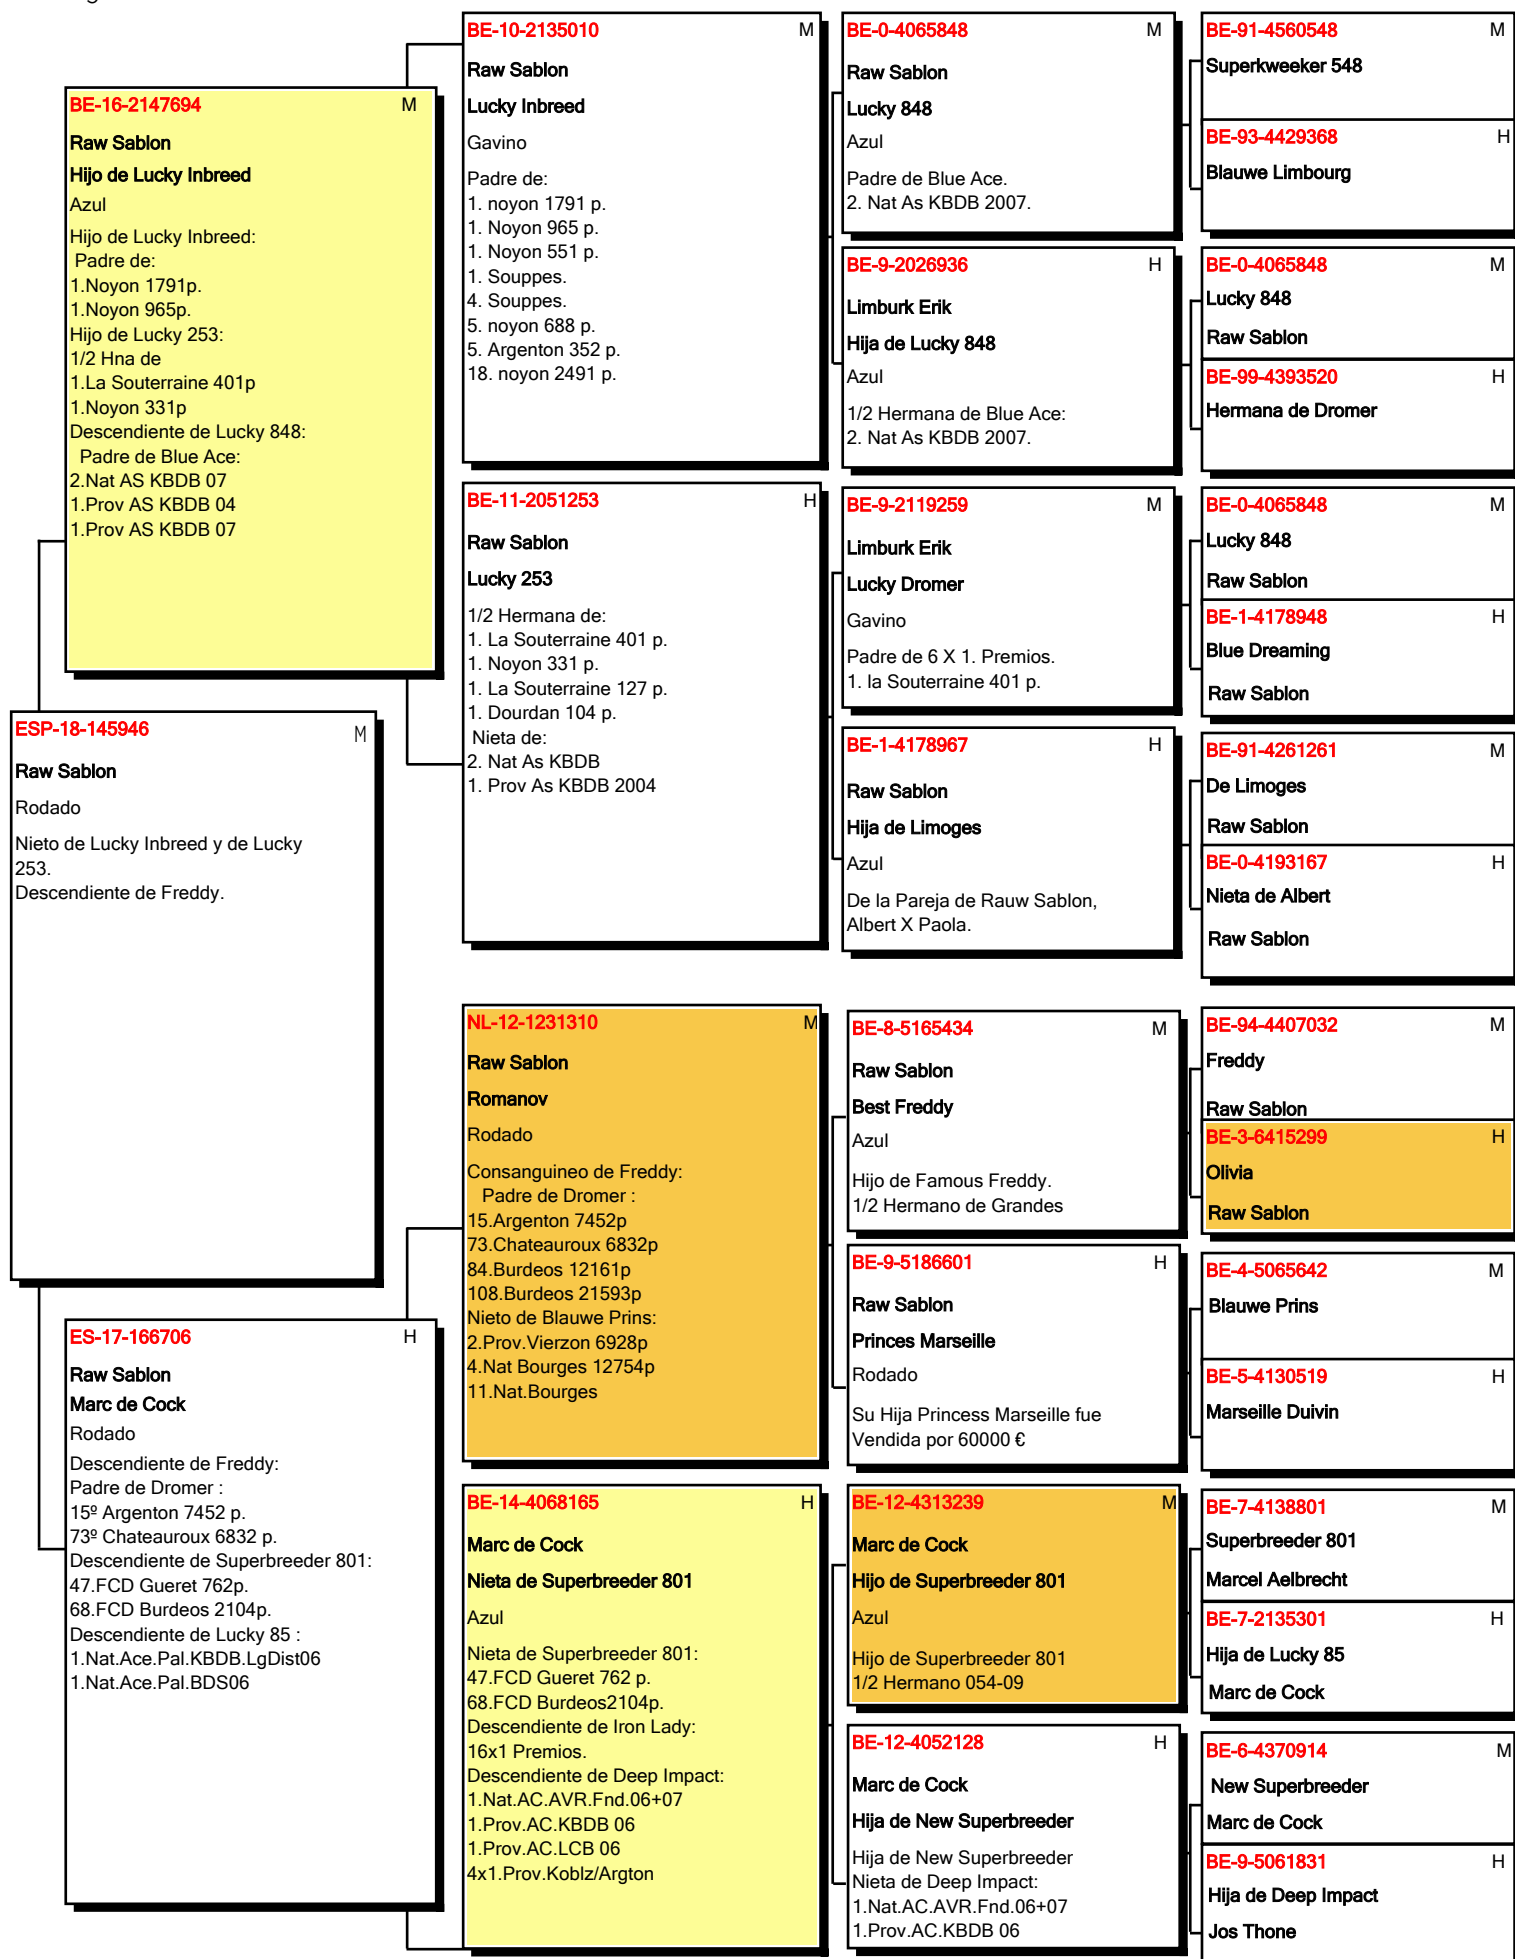 BE-16-2147694 M
Raw Sablon
Hijo de Lucky Inbreed
Azul
Hijo de Lucky Inbreed:
Padre de:
1.Noyon 1791p.
1.Noyon 965p.
Hijo de Lucky 253:
1/2 Hna de
1.La Souterraine 401p
1.Noyon 331p
Descendiente de Lucky 848:
Padre de Blue Ace:
2.Nat AS KBDB 07
1.Prov AS KBDB 04
1.Prov AS KBDB 07
ESP-18-145946 M
Raw Sablon
Rodado
Nieto de Lucky Inbreed y de Lucky
253.
Descendiente de Freddy.
ES-17-166706 H
Raw Sablon
Marc de Cock
Rodado
Descendiente de Freddy:
Padre de Dromer :
15º Argenton 7452 p.
73º Chateauroux 6832 p.
Descendiente de Superbreeder 801:
47.FCD Gueret 762p.
68.FCD Burdeos 2104p.
Descendiente de Lucky 85 :
1.Nat.Ace.Pal.KBDB.LgDist06
1.Nat.Ace.Pal.BDS06
BE-10-2135010 M
Raw Sablon
Lucky Inbreed
Gavino
Padre de:
1. noyon 1791 p.
1. Noyon 965 p.
1. Noyon 551 p.
1. Souppes.
4. Souppes.
5. noyon 688 p.
5. Argenton 352 p.
18. noyon 2491 p.
BE-11-2051253 H
Raw Sablon
Lucky 253
1/2 Hermana de:
1. La Souterraine 401 p.
1. Noyon 331 p.
1. La Souterraine 127 p.
1. Dourdan 104 p.
Nieta de:
2. Nat As KBDB
1. Prov As KBDB 2004
NL-12-1231310 M
Raw Sablon
Romanov
Rodado
Consanguineo de Freddy:
Padre de Dromer :
15.Argenton 7452p
73.Chateauroux 6832p
84.Burdeos 12161p
108.Burdeos 21593p
Nieto de Blauwe Prins:
2.Prov.Vierzon 6928p
4.Nat Bourges 12754p
11.Nat.Bourges
BE-14-4068165 H
Marc de Cock
Nieta de Superbreeder 801
Azul
Nieta de Superbreeder 801:
47.FCD Gueret 762 p.
68.FCD Burdeos2104p.
Descendiente de Iron Lady:
16x1 Premios.
Descendiente de Deep Impact:
1.Nat.AC.AVR.Fnd.06+07
1.Prov.AC.KBDB 06
1.Prov.AC.LCB 06
4x1.Prov.Koblz/Argton
BE-0-4065848 M
Raw Sablon
Lucky 848
Azul
Padre de Blue Ace.
2. Nat As KBDB 2007.
BE-9-2026936 H
Limburk Erik
Hija de Lucky 848
Azul
1/2 Hermana de Blue Ace:
2. Nat As KBDB 2007.
BE-9-2119259 M
Limburk Erik
Lucky Dromer
Gavino
Padre de 6 X 1. Premios.
1. la Souterraine 401 p.
BE-1-4178967 H
Raw Sablon
Hija de Limoges
Azul
De la Pareja de Rauw Sablon,
Albert X Paola.
BE-8-5165434 M
Raw Sablon
Best Freddy
Azul
Hijo de Famous Freddy.
1/2 Hermano de Grandes
BE-9-5186601 H
Raw Sablon
Princes Marseille
Rodado
Su Hija Princess Marseille fue
Vendida por 60000 €
BE-12-4313239 M
Marc de Cock
Hijo de Superbreeder 801
Azul
Hijo de Superbreeder 801
1/2 Hermano 054-09
BE-12-4052128 H
Marc de Cock
Hija de New Superbreeder
Hija de New Superbreeder
Nieta de Deep Impact:
1.Nat.AC.AVR.Fnd.06+07
1.Prov.AC.KBDB 06
BE-91-4560548 M
Superkweeker 548
BE-93-4429368 H
Blauwe Limbourg
BE-0-4065848 M
Lucky 848
Raw Sablon
BE-99-4393520 H
Hermana de Dromer
BE-0-4065848 M
Lucky 848
Raw Sablon
BE-1-4178948 H
Blue Dreaming
Raw Sablon
BE-91-4261261 M
De Limoges
Raw Sablon
BE-0-4193167 H
Nieta de Albert
Raw Sablon
BE-94-4407032 M
Freddy
Raw Sablon
BE-3-6415299 H
Olivia
Raw Sablon
BE-4-5065642 M
Blauwe Prins
BE-5-4130519 H
Marseille Duivin
BE-7-4138801 M
Superbreeder 801
Marcel Aelbrecht
BE-7-2135301 H
Hija de Lucky 85
Marc de Cock
BE-6-4370914 M
New Superbreeder
Marc de Cock
BE-9-5061831 H
Hija de Deep Impact
Jos Thone